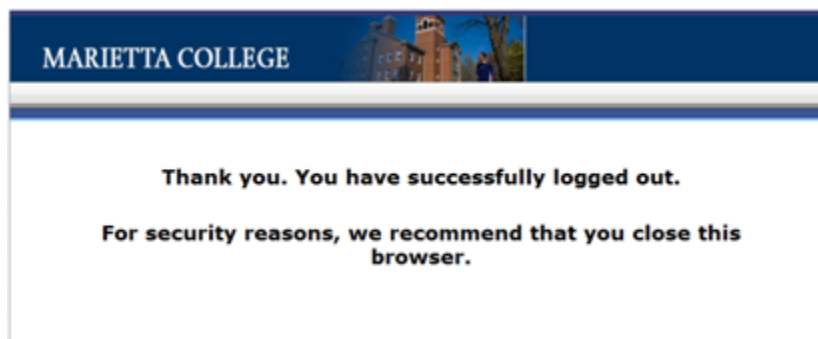 MARIETTA COLLEGE
Thank you. You have successfully logged out.
For security reasons, we recommend that you close this
browser.